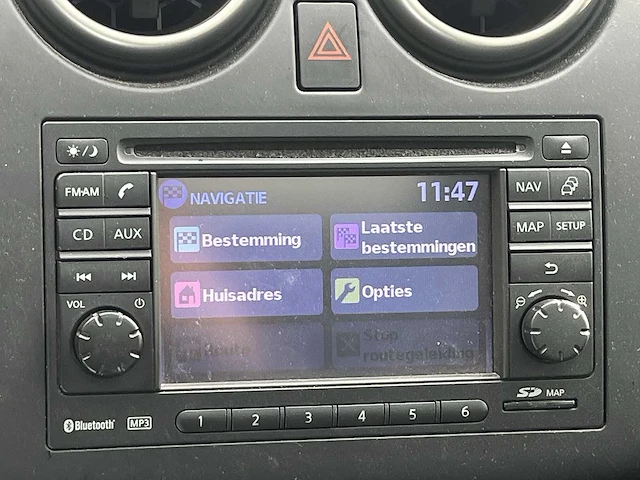 FM·AM
CD AUX
VOL
Bluetooth MP3
NAVIGATIE 11:47
Bestemming
Laatste
bestemmingen
Huisadres
Opties
Route
Stop
routegeleiding
1 2 3 4 5 6
NAV
MAP SETUP
SD MAP